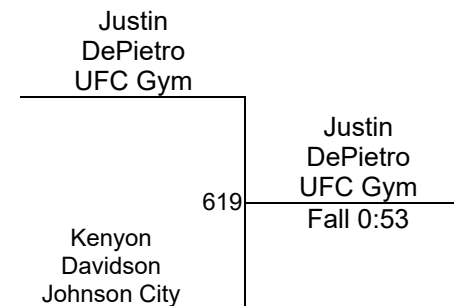 Justin
DePietro
UFC Gym
Justin
DePietro
UFC Gym
619
Fall 0:53
Kenyon
Davidson
Johnson City